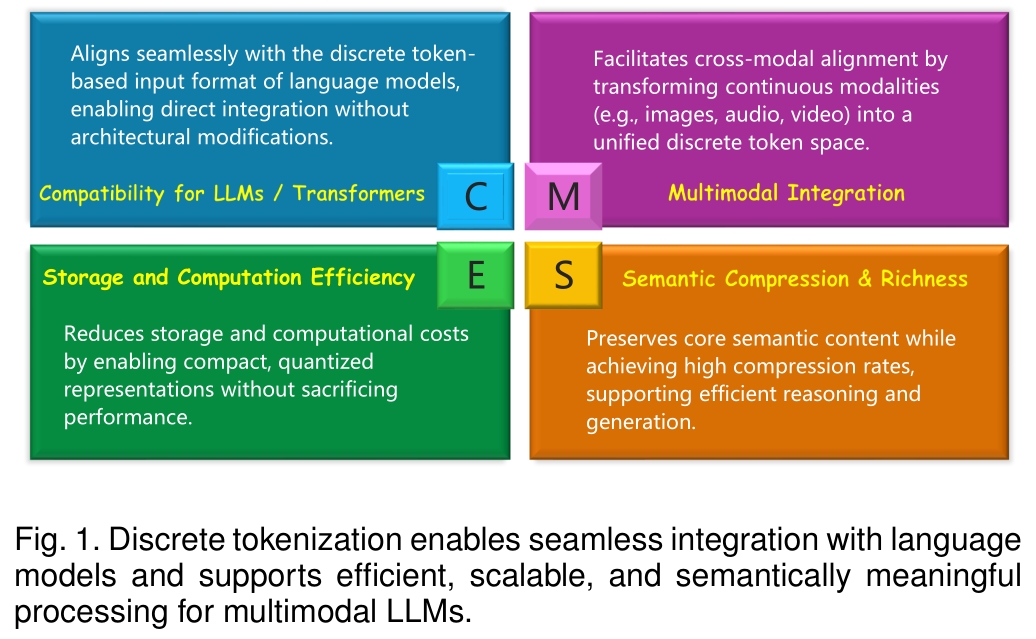 Aligns seamlessly with the discrete token-
based input format of language models,
enabling direct integration without
architectural modifications.
Compatibility for LLMs / Transformers
C
Facilitates cross-modal alignment by
transforming continuous modalities
(e.g., images, audio, video) into a
unified discrete token space.
M
Multimodal Integration
Storage and Computation Efficiency
E
Reduces storage and computational costs
by enabling compact, quantized
representations without sacrificing
performance.
S
Semantic Compression & Richness
Preserves core semantic content while
achieving high compression rates,
supporting efficient reasoning and
generation.
Fig. 1. Discrete tokenization enables seamless integration with language
models and supports efficient, scalable, and semantically meaningful
processing for multimodal LLMs.